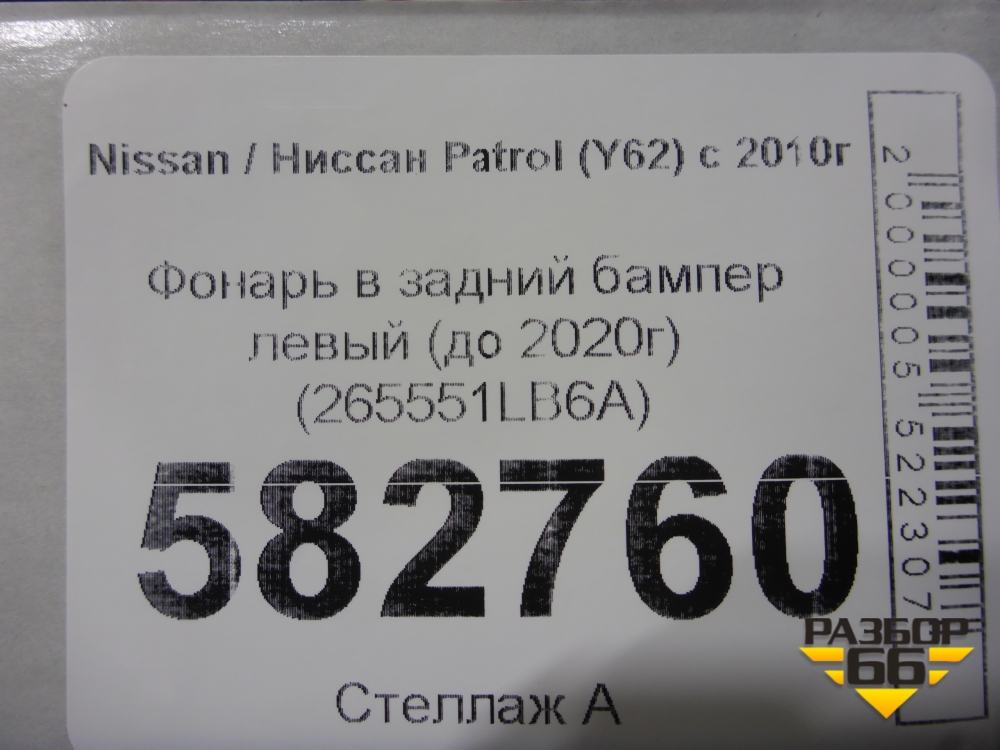 Nissan / Ниссан Patrol (Y62) с 2010г
Фонарь в задний бампер
левый (до 2020г)
(265551LB6A)
582760
Стеллаж А
2000005522307
РАЗБОР
66